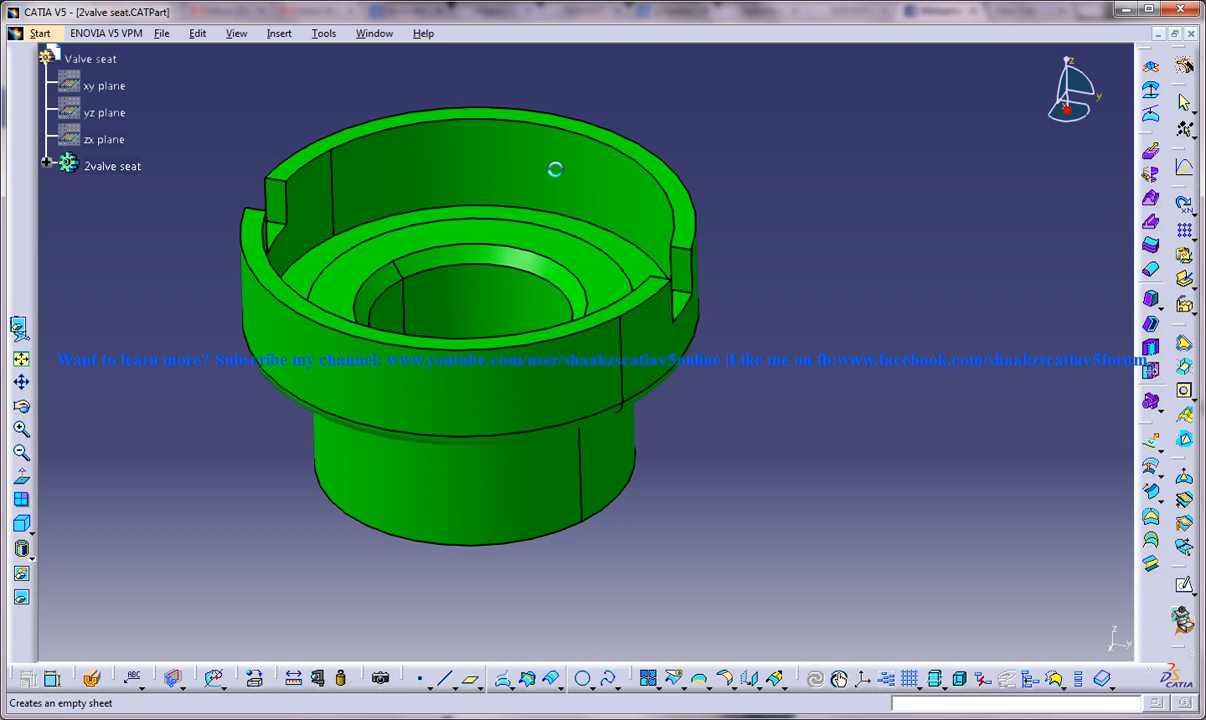 CATIA V5 - [2valve seat.CATPart]
Start ENOVIA V5 VPM File Edit View Insert Tools Window Help
Valve seat
xy plane
yz plane
zx plane
2valve seat
z
y
Want to learn more? Subscribe my channel: www.youtube.com/user/shaakzscatiav5online |Like me on fb:www.facebook.com/shaakzscatiav5forum
z
x y
ABC
CATIA
Creates an empty sheet